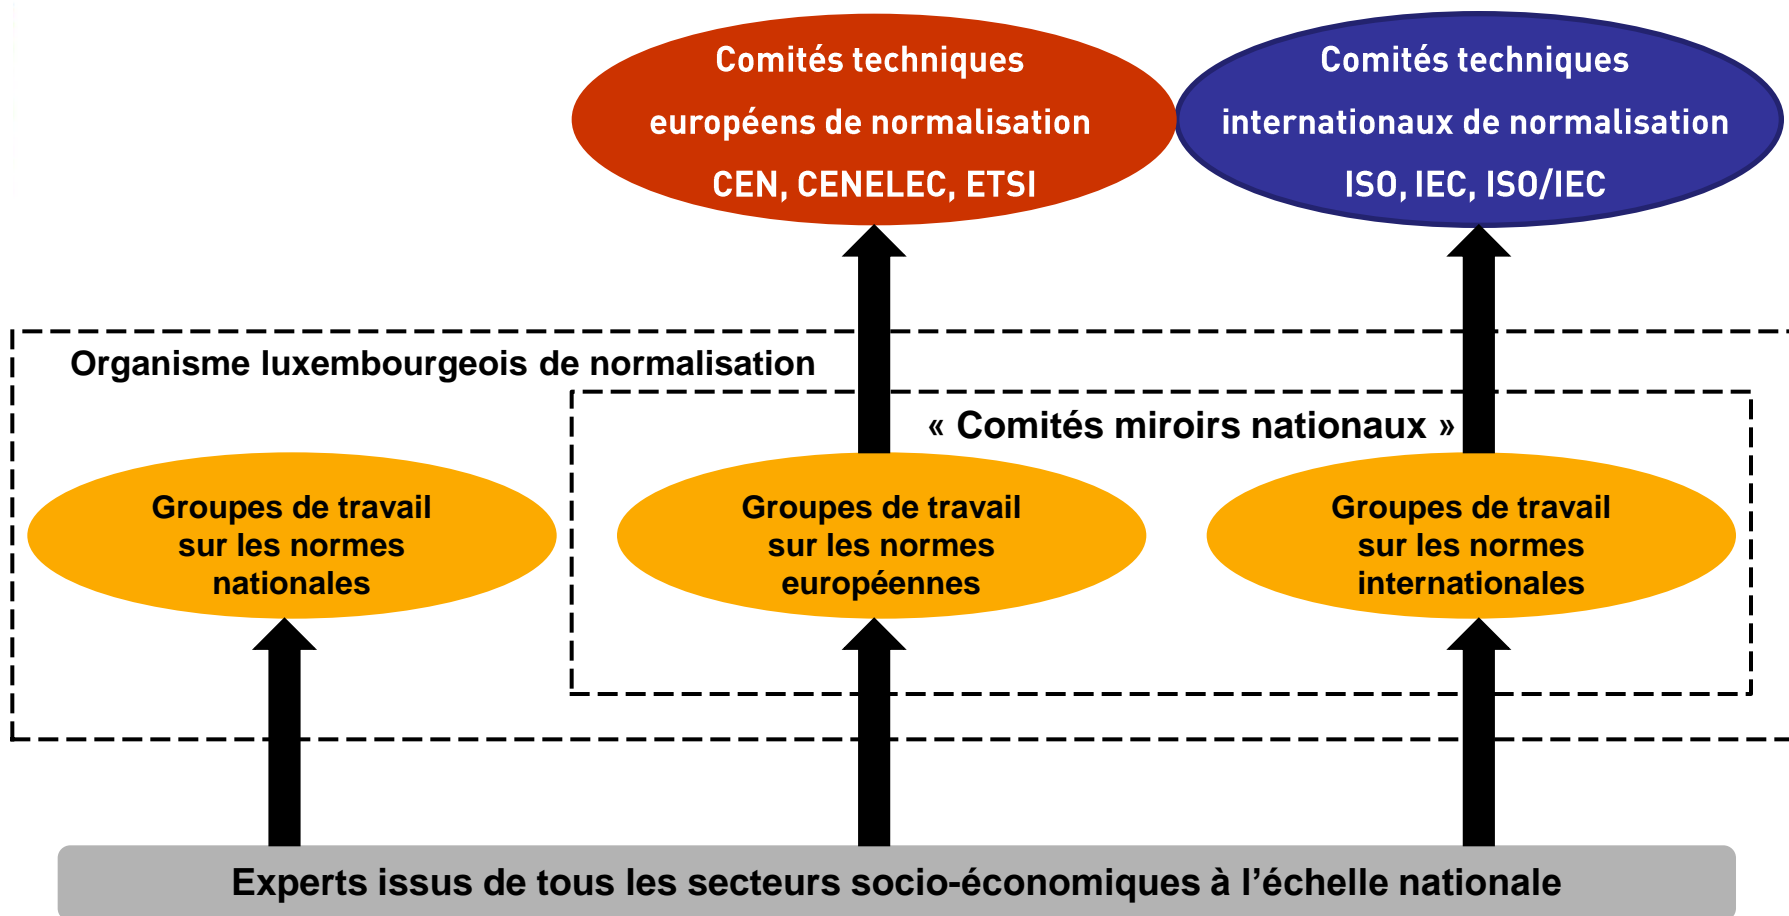 Comités techniques
européens de normalisation
CEN, CENELEC, ETSI
Comités techniques
internationaux de normalisation
ISO, IEC, ISO/IEC
Organisme luxembourgeois de normalisation
« Comités miroirs nationaux »
Groupes de travail
sur les normes
nationales
Groupes de travail
sur les normes
européennes
Groupes de travail
sur les normes
internationales
Experts issus de tous les secteurs socio-économiques à l’échelle nationale